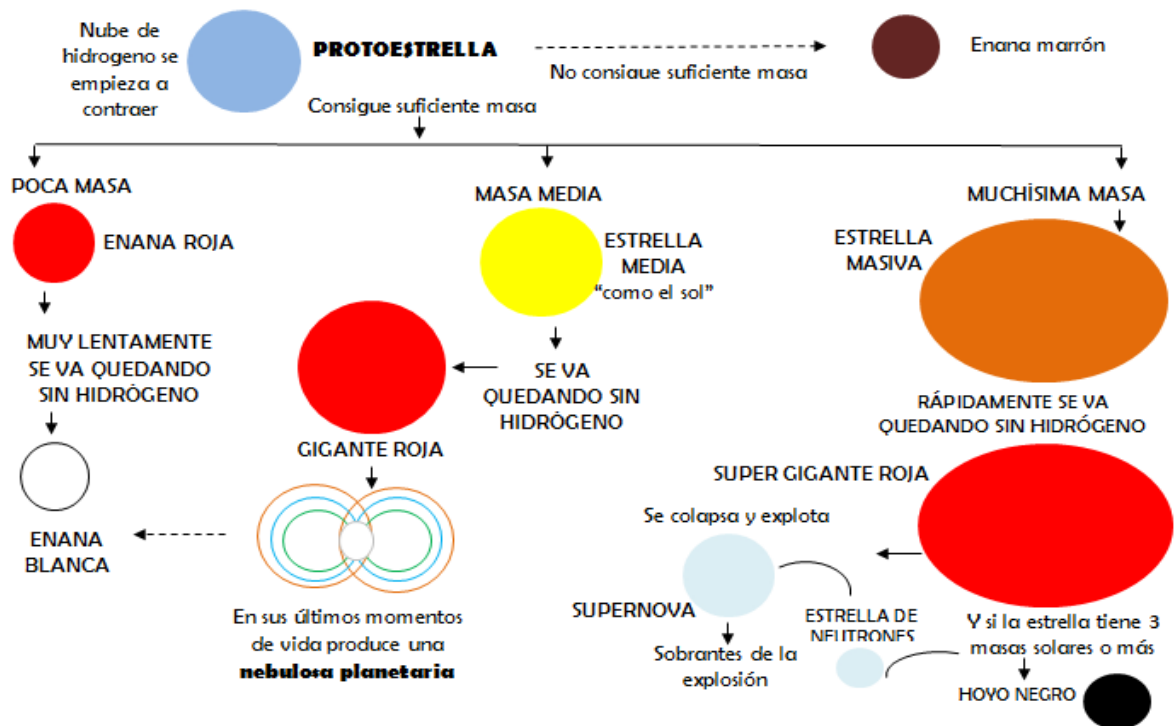 Nube de
hidrogeno se
empieza a
contraer
PROTOESTRELLA
No consiaue suficiente masa
Enana marrón
Consigue suficiente masa
POCA MASA
ENANA ROJA
MUY LENTAMENTE
SE VA QUEDANDO
SIN HIDRÓGENO
ENANA
BLANCA
MASA MEDIA
ESTRELLA
MEDIA
“como el sol”
SE VA
QUEDANDO SIN
HIDRÓGENO
GIGANTE ROJA
En sus últimos momentos
de vida produce una
nebulosa planetaria
MUCHÍSIMA MASA
ESTRELLA
MASIVA
RÁPIDAMENTE SE VA
QUEDANDO SIN HIDRÓGENO
SUPER GIGANTE ROJA
Se colapsa y explota
SUPERNOVA
Sobrantes de la
explosión
ESTRELLA DE
NEUTRONES
Y si la estrella tiene 3
masas solares o más
HOYO NEGRO